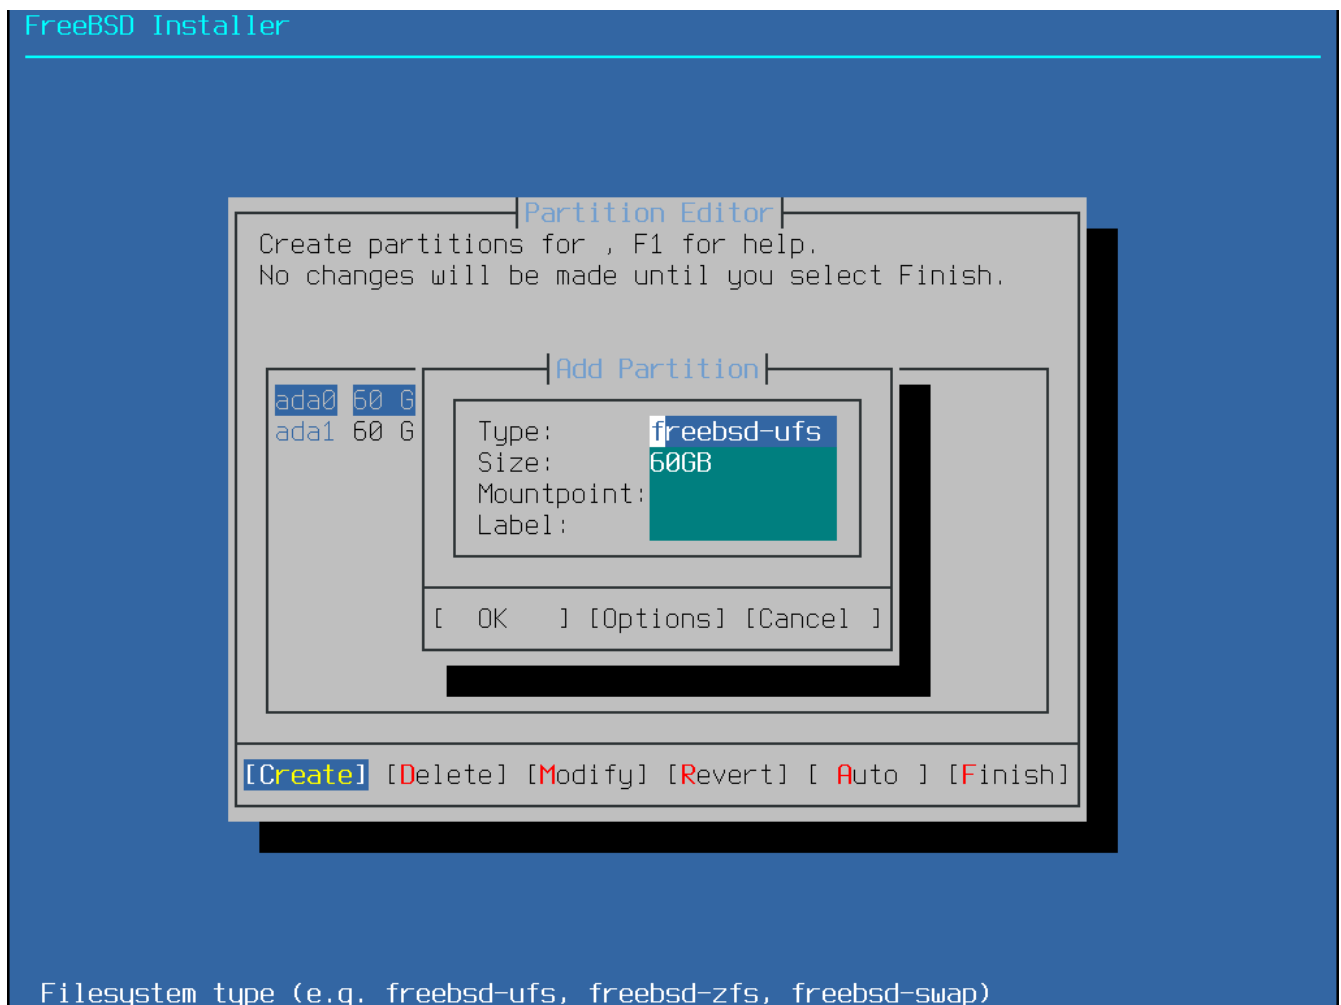 FreeBSD Installer
Partition Editor
Create partitions for , F1 for help.
No changes will be made until you select Finish.
Add Partition
ada0 60 G
ada1 60 G
Type: freebsd-ufs
Size: 60GB
Mountpoint:
Label:
[ OK ] [Options] [Cancel ]
[Create] [Delete] [Modify] [Revert] [ Auto ] [Finish]
Filesystem type (e.g. freebsd-ufs, freebsd-zfs, freebsd-swap)